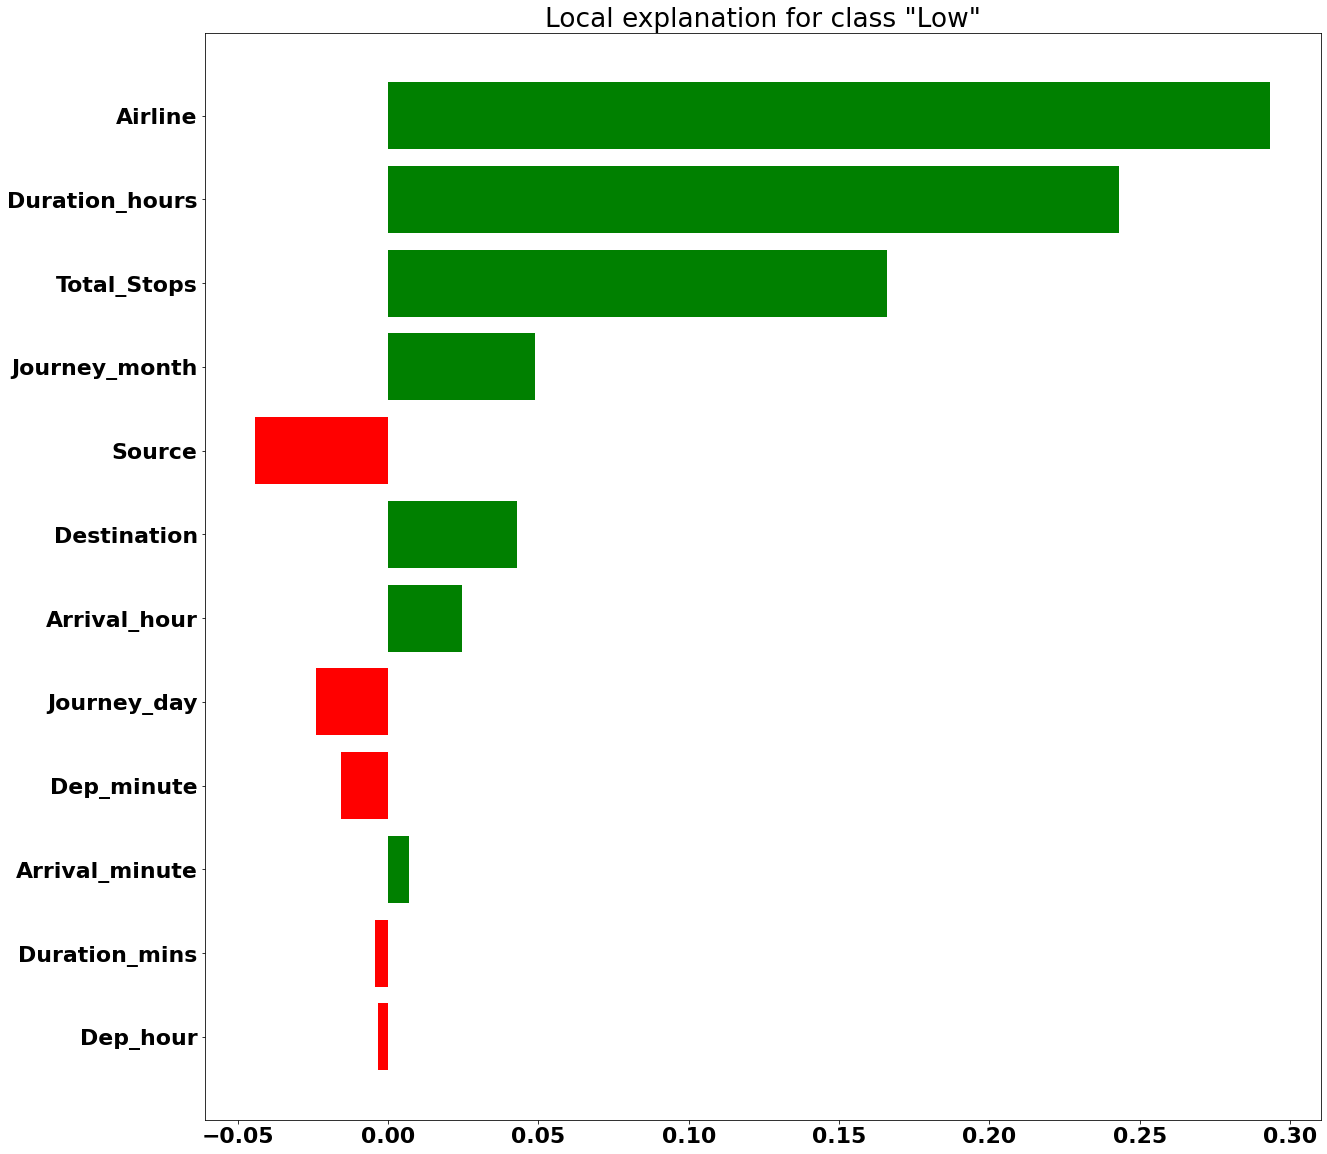 Local explanation for class "Low"
Airline
Duration_hours
Total_Stops
Journey_month
Source
Destination
Arrival_hour
Journey_day
Dep_minute
Arrival_minute
Duration_mins
Dep_hour
−0.05 0.00 0.05 0.10 0.15 0.20 0.25 0.30